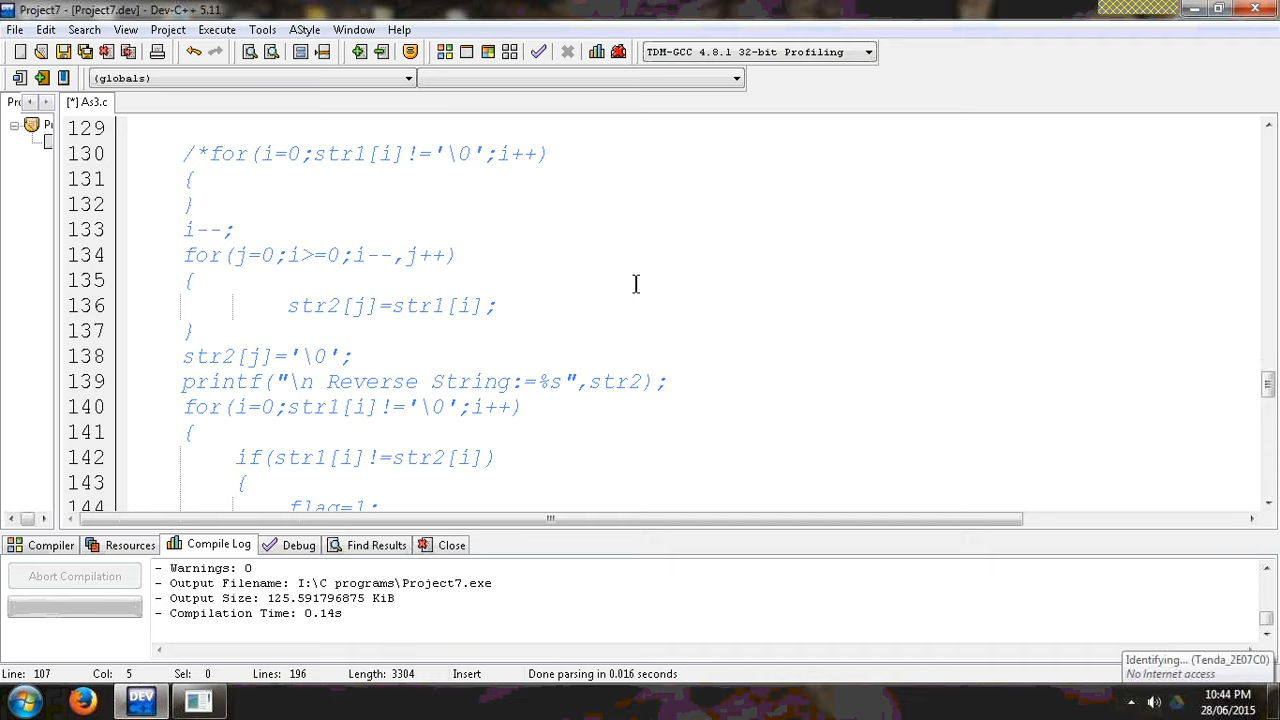 Project7 - [Project7.dev] - Dev-C++ 5.11
File Edit Search View Project Execute Tools AStyle Window Help
TDM-GCC 4.8.1 32-bit Profiling
(globals)
[*] As3.c
129
130 /*for(i=0;str1[i]!='\0';i++)
131 {
132 }
133 i--;
134 for(j=0;i>=0;i--,j++)
135 {
136 str2[j]=str1[i];
137 }
138 str2[j]='\0';
139 printf("\n Reverse String:=%s",str2);
140 for(i=0;str1[i]!='\0';i++)
141 {
142 if(str1[i]!=str2[i])
143 {
144 flag=1;
Compiler Resources Compile Log Debug Find Results Close
Abort Compilation
- Warnings: 0
- Output Filename: I:\C programs\Project7.exe
- Output Size: 125.591796875 KiB
- Compilation Time: 0.14s
Line: 107 Col: 5 Sel: 0 Lines: 196 Length: 3304 Insert Done parsing in 0.016 seconds
Identifying... (Tenda_2E07C0)
No Internet access
DEV
10:44 PM
28/06/2015